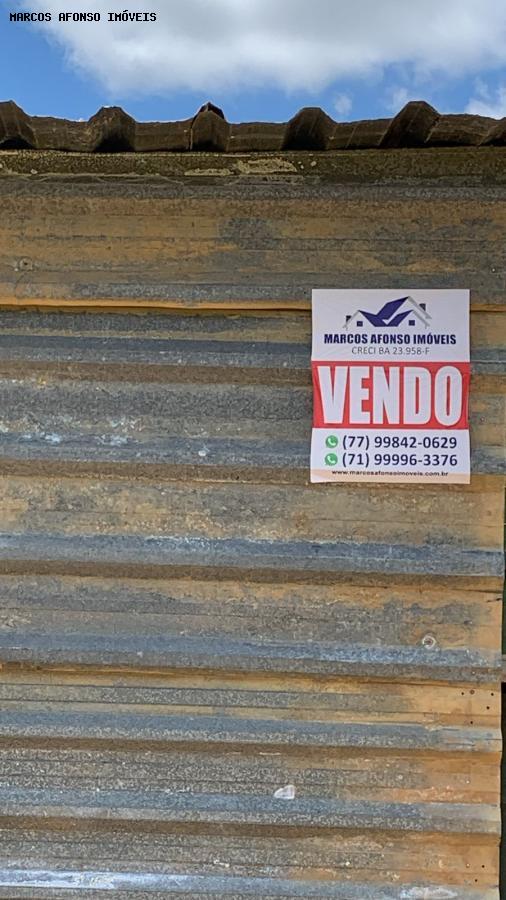 MARCOS AFONSO IMÓVEIS
MARCOS AFONSO IMÓVEIS
CRECI BA 23.958-F
VENDO
(77) 99842-0629
(71) 99996-3376
www.marcosafonsoimoveis.com.br